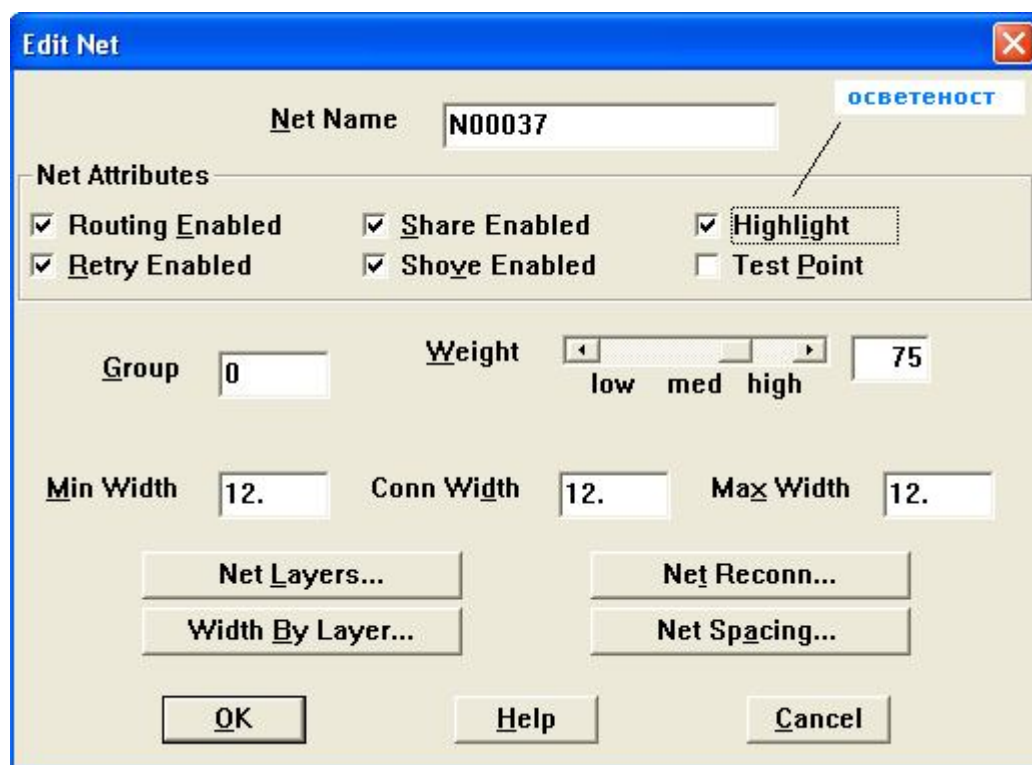 Edit Net
осветеност
Net Name N00037
Net Attributes
Routing Enabled Share Enabled Highlight
Retry Enabled Shove Enabled Test Point
Group 0 Weight 75
low med high
Min Width 12. Conn Width 12. Max Width 12.
Net Layers... Net Reconn...
Width By Layer... Net Spacing...
OK Help Cancel